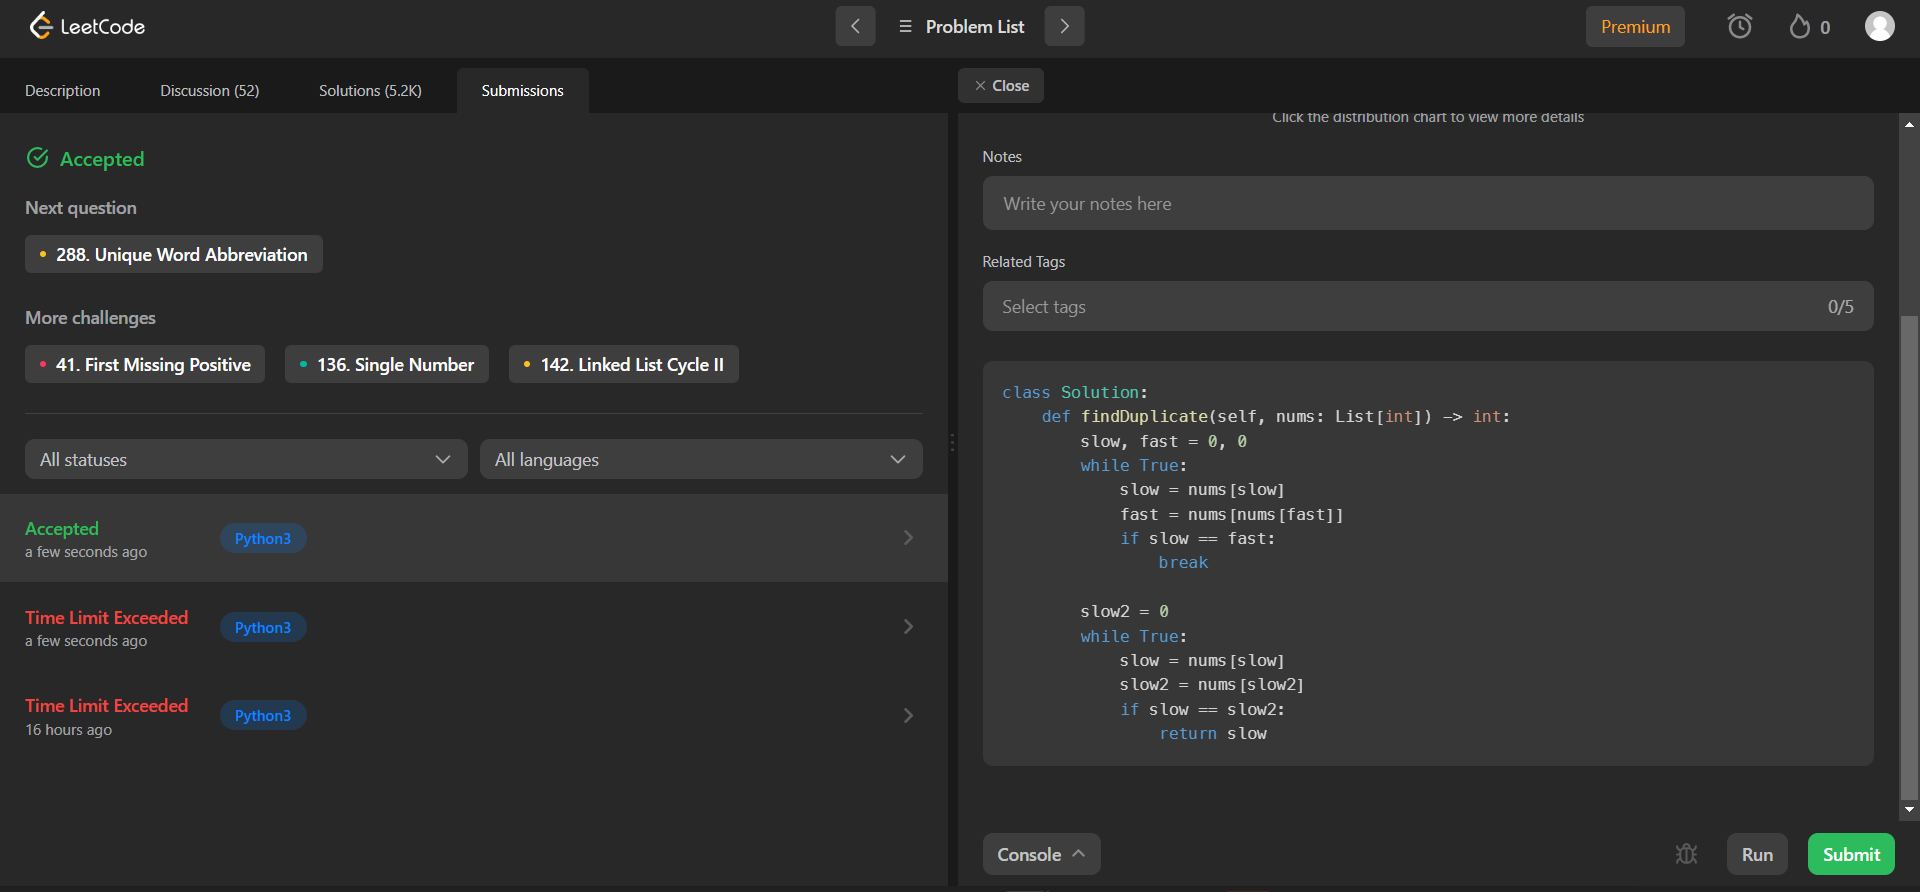 LeetCode
Problem List
Premium
0
Description
Discussion (52)
Solutions (5.2K)
Submissions
Close
Accepted
Next question
288. Unique Word Abbreviation
More challenges
41. First Missing Positive
136. Single Number
142. Linked List Cycle II
All statuses
All languages
Accepted
a few seconds ago
Python3
Time Limit Exceeded
a few seconds ago
Python3
Time Limit Exceeded
16 hours ago
Python3
Click the distribution chart to view more details
Notes
Write your notes here
Related Tags
Select tags
0/5
class Solution:
    def findDuplicate(self, nums: List[int]) -> int:
        slow, fast = 0, 0
        while True:
            slow = nums[slow]
            fast = nums[nums[fast]]
            if slow == fast:
                break
        slow2 = 0
        while True:
            slow = nums[slow]
            slow2 = nums[slow2]
            if slow == slow2:
                return slow
Console
Run
Submit